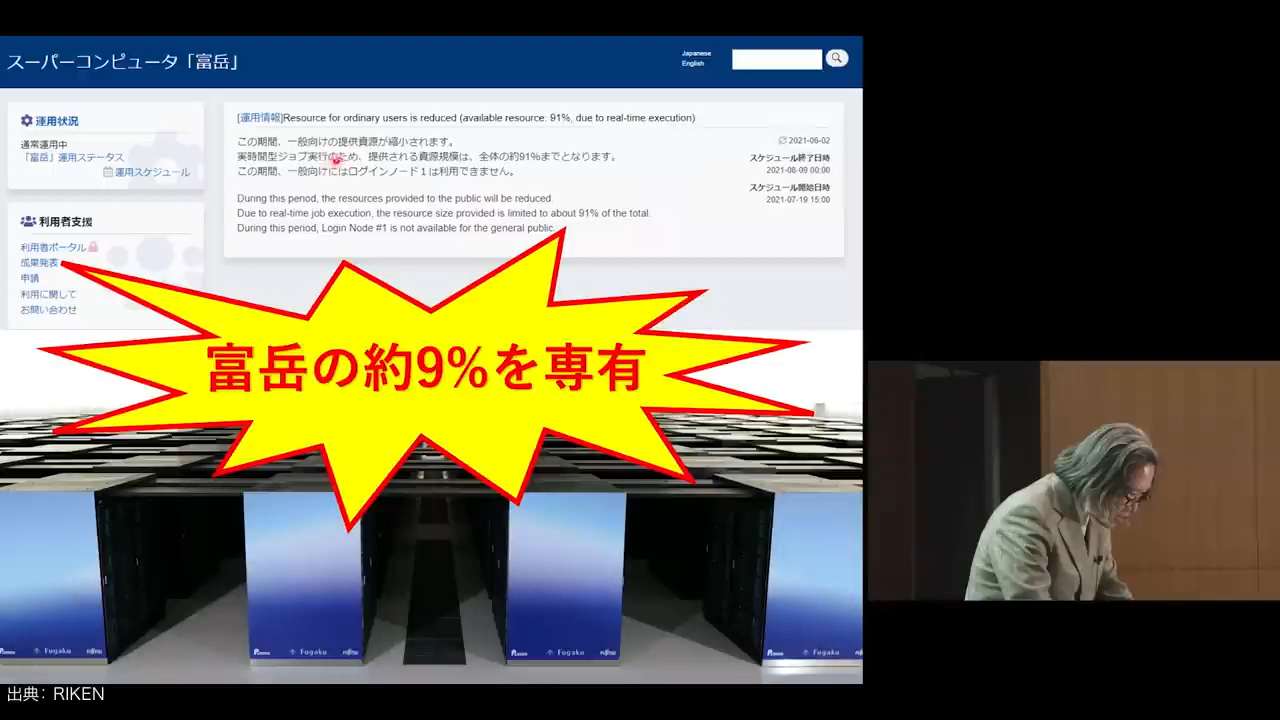 スーパーコンピュータ「富岳」
Japanese
English
運用状況
通常運用中
「富岳」運用ステータス
運用スケジュール
利用者支援
利用者ポータル
成果発表
申請
利用に関して
お問い合わせ
[運用情報]Resource for ordinary users is reduced (available resource: 91%, due to real-time execution)
この期間、一般向けの提供資源が縮小されます。
実時間型ジョブ実行のため、提供される資源規模は、全体の約91%までとなります。
この期間、一般向けにはログインノード1は利用できません。
During this period, the resources provided to the public will be reduced.
Due to real-time job execution, the resource size provided is limited to about 91% of the total.
During this period, Login Node #1 is not available for the general public.
2021-06-02
スケジュール終了日時
2021-08-09 00:00
スケジュール開始日時
2021-07-19 15:00
富岳の約9%を専有
Fugaku
FUJITSU
Fugaku
FUJITSU
Fugaku
FUJITSU
Fugaku
出典：RIKEN